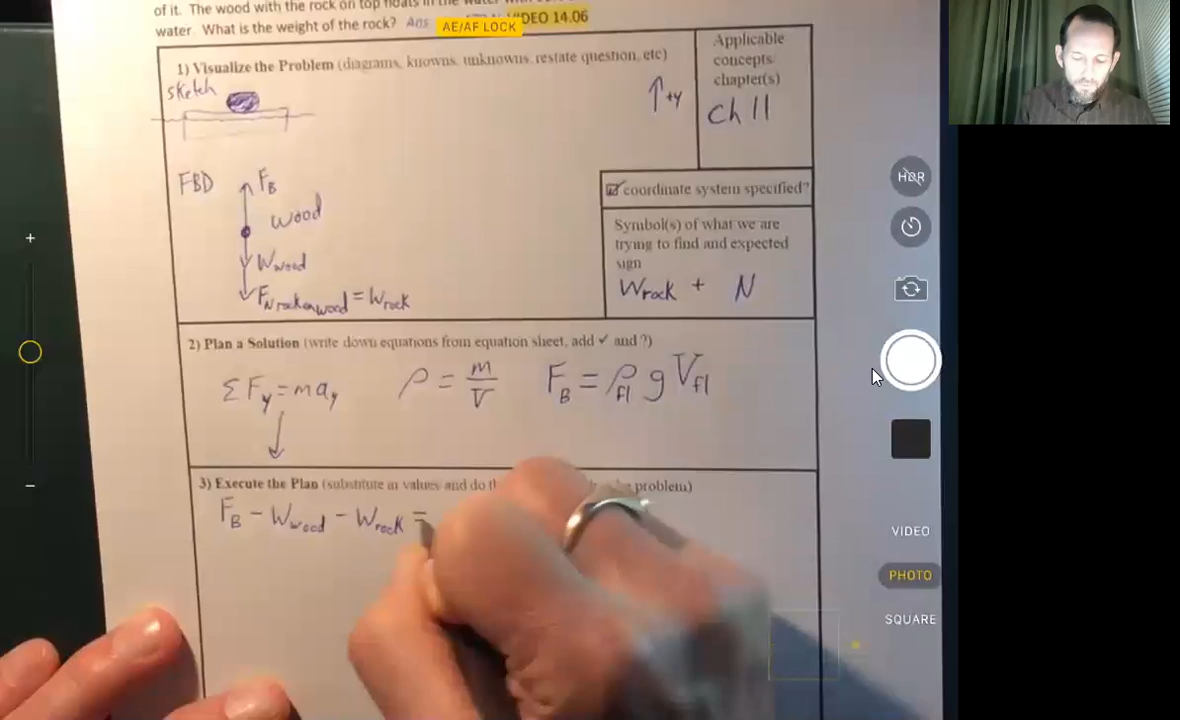 of it. The wood with the rock on top floats in the water with
water. What is the weight of the rock? Ans VIDEO 14.06
AE/AF LOCK
1) Visualize the Problem (diagrams, knowns, unknowns, restate question, etc)
Applicable
concepts
chapter(s)
Ch 11
sketch
↑+y
FBD
F_B
wood
W_wood
F_N rock on wood = W_rock
coordinate system specified?
Symbol(s) of what we are
trying to find and expected
sign
W_rock + N
2) Plan a Solution (write down equations from equation sheet, add ✓ and ?)
ΣF_y = ma_y ρ = m/V F_B = ρ_fl g V_fl
3) Execute the Plan (substitute in values and do th problem)
F_B - W_wood - W_rock =
HDR
VIDEO
PHOTO
SQUARE